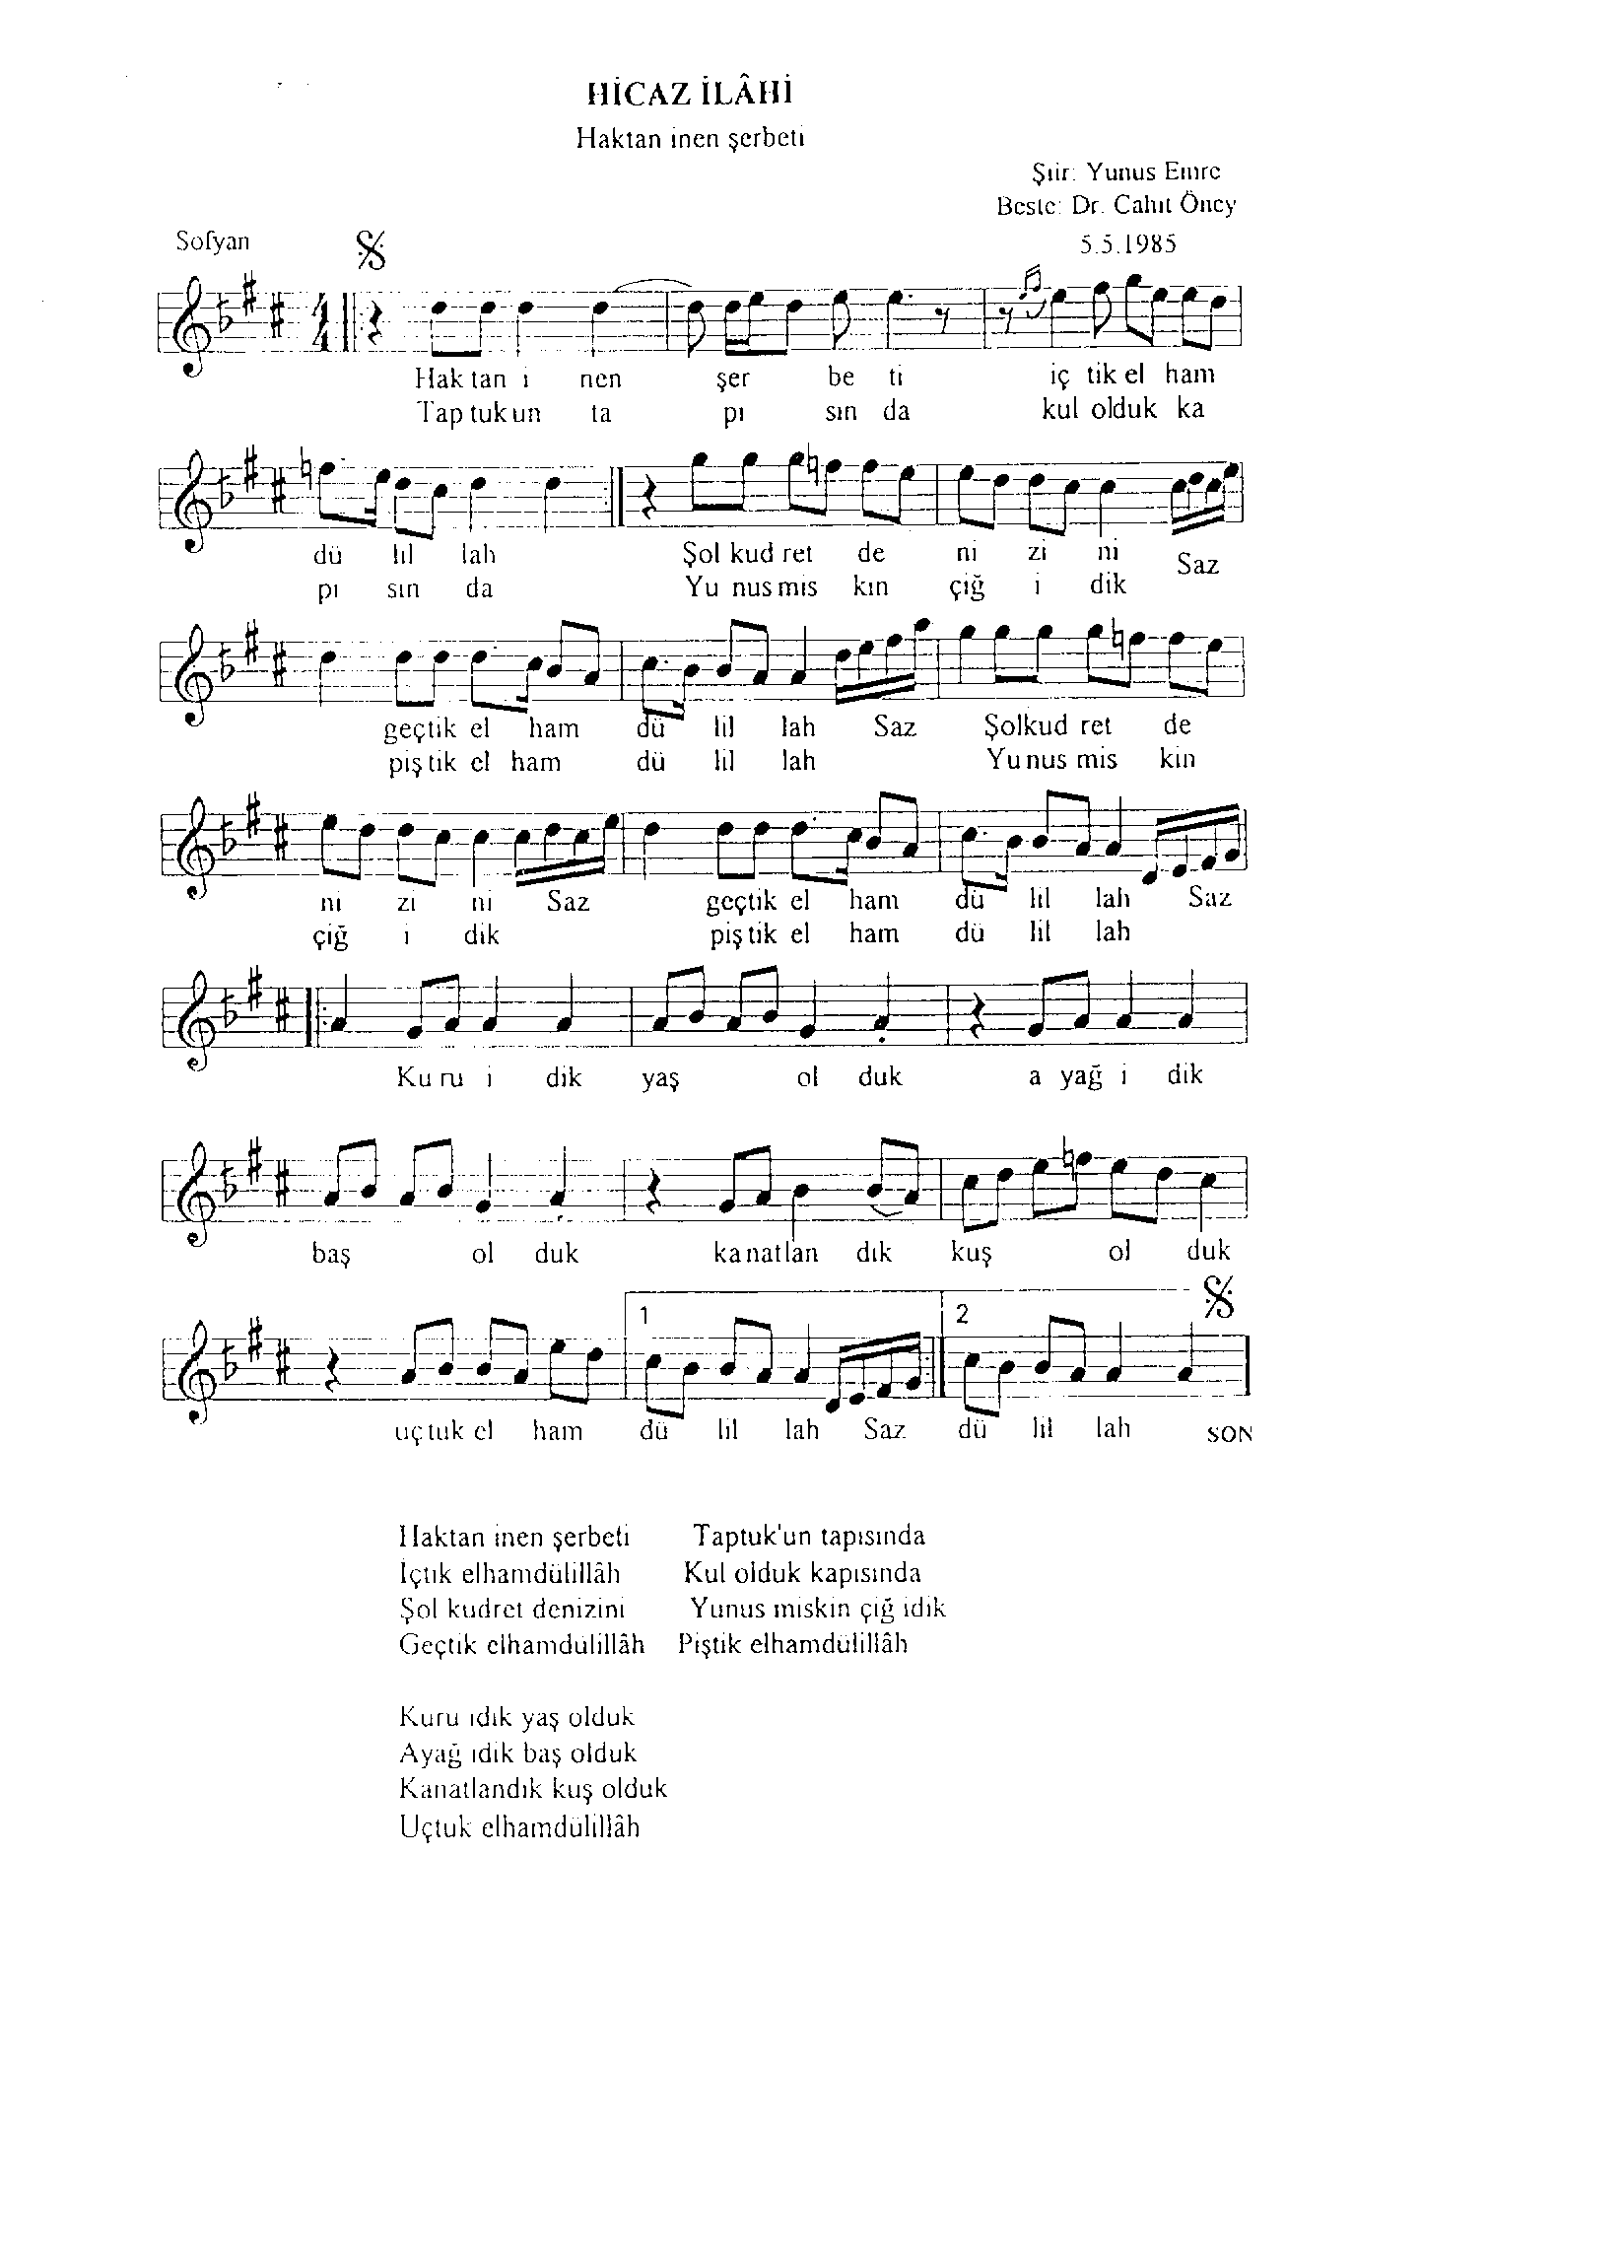 HİCAZ İLÂHİ
Haktan inen şerbeti
Şiir: Yunus Emre
Beste: Dr. Cahit Öney
Sofyan
5.5.1985
4/4
Hak tan i nen şer be ti iç tik el ham
Tap tuk un ta pı sın da kul olduk ka
dü lil lah Şol kud ret de ni zi ni Saz
pı sın da Yu nus mis kin çiğ i dik
geçtik el ham dü lil lah Saz Şolkud ret de
piş tik el ham dü lil lah Yu nus mis kin
ni zi ni Saz geçtik el ham dü lil lah Saz
çiğ i dik piş tik el ham dü lil lah
Ku ru i dik yaş ol duk a yağ i dik
baş ol duk kanatlan dık kuş ol duk
1 2
uçtuk el ham dü lil lah Saz dü lil lah SON
Haktan inen şerbeti Taptuk'un tapısında
İçtik elhamdülillâh Kul olduk kapısında
Şol kudret denizini Yunus miskin çiğ idik
Geçtik elhamdülillâh Piştik elhamdülillâh
Kuru idik yaş olduk
Ayağ idik baş olduk
Kanatlandık kuş olduk
Uçtuk elhamdülillâh